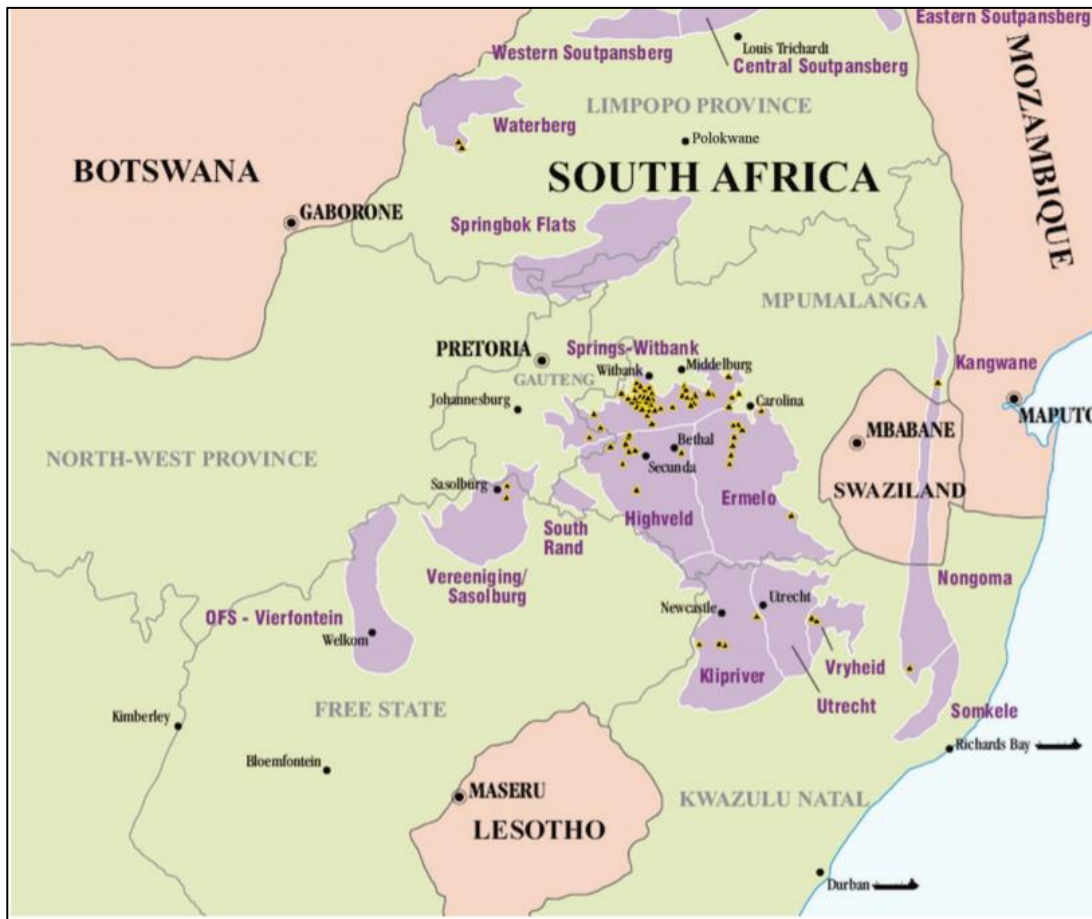 Eastern Soutpansberg
Louis Trichardt
Western Soutpansberg
Central Soutpansberg
MOZAMBIQUE
LIMPOPO PROVINCE
Waterberg
Polokwane
BOTSWANA
SOUTH AFRICA
GABORONE
Springbok Flats
MPUMALANGA
PRETORIA
Springs-Witbank
GAUTENG
Witbank
Middelburg
Kangwane
Johannesburg
Carolina
MAPUTO
MBABANE
Bethal
NORTH-WEST PROVINCE
Secunda
Sasolburg
SWAZILAND
Ermelo
Highveld
South
Rand
Vereeniging/
Sasolburg
Nongoma
OFS - Vierfontein
Newcastle
Utrecht
Welkom
Vryheid
Klipriver
Utrecht
FREE STATE
Somkele
Kimberley
Richards Bay
Bloemfontein
MASERU
KWAZULU NATAL
LESOTHO
Durban